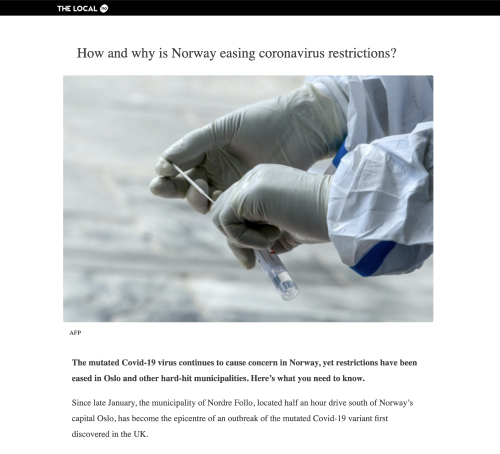 THE LOCAL no
How and why is Norway easing coronavirus restrictions?
AFP
The mutated Covid-19 virus continues to cause concern in Norway, yet restrictions have been
eased in Oslo and other hard-hit municipalities. Here's what you need to know.
Since late January, the municipality of Nordre Follo, located half an hour drive south of Norway's
capital Oslo, has become the epicentre of an outbreak of the mutated Covid-19 variant first
discovered in the UK.